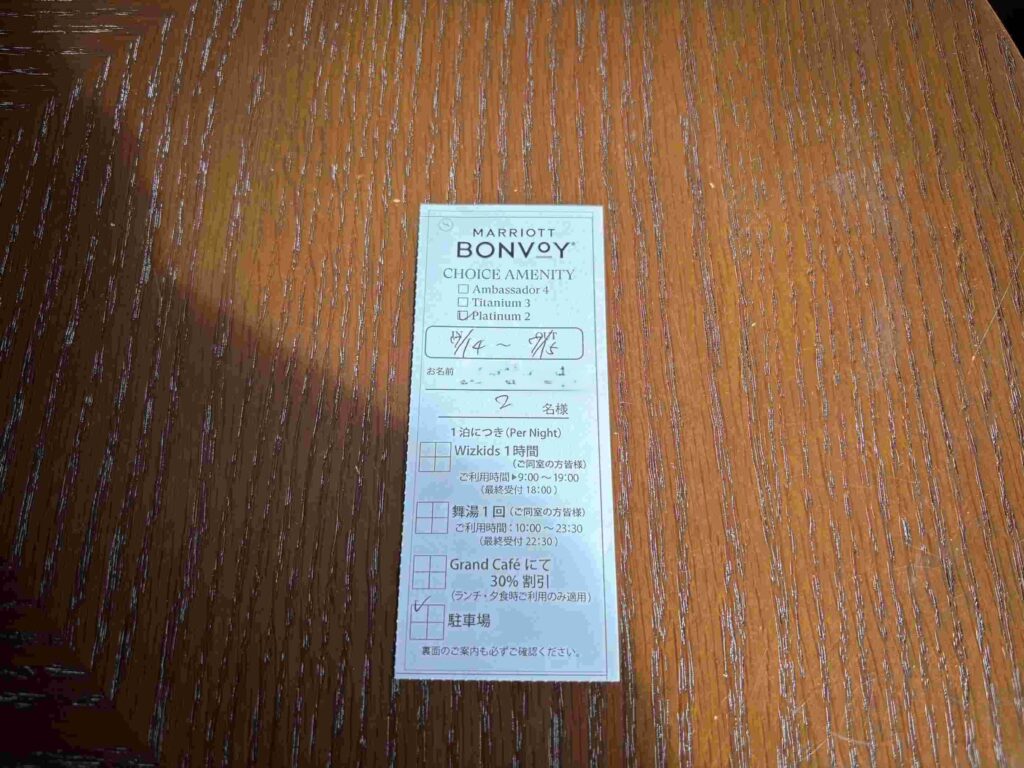 MARRIOTT
BONVOY
CHOICE AMENITY
Ambassador 4
Titanium 3
Platinum 2
IN OUT
/14 ～ 7/15
お名前
2 名様
1泊につき(Per Night)
Wizkids 1時間
(ご同室の方皆様)
ご利用時間▶9:00～19:00
(最終受付 18:00)
舞湯1回(ご同室の方皆様)
ご利用時間:10:00～23:30
(最終受付 22:30)
Grand Café にて
30% 割引
(ランチ・夕食時ご利用のみ適用)
駐車場
裏面のご案内も必ずご確認ください。